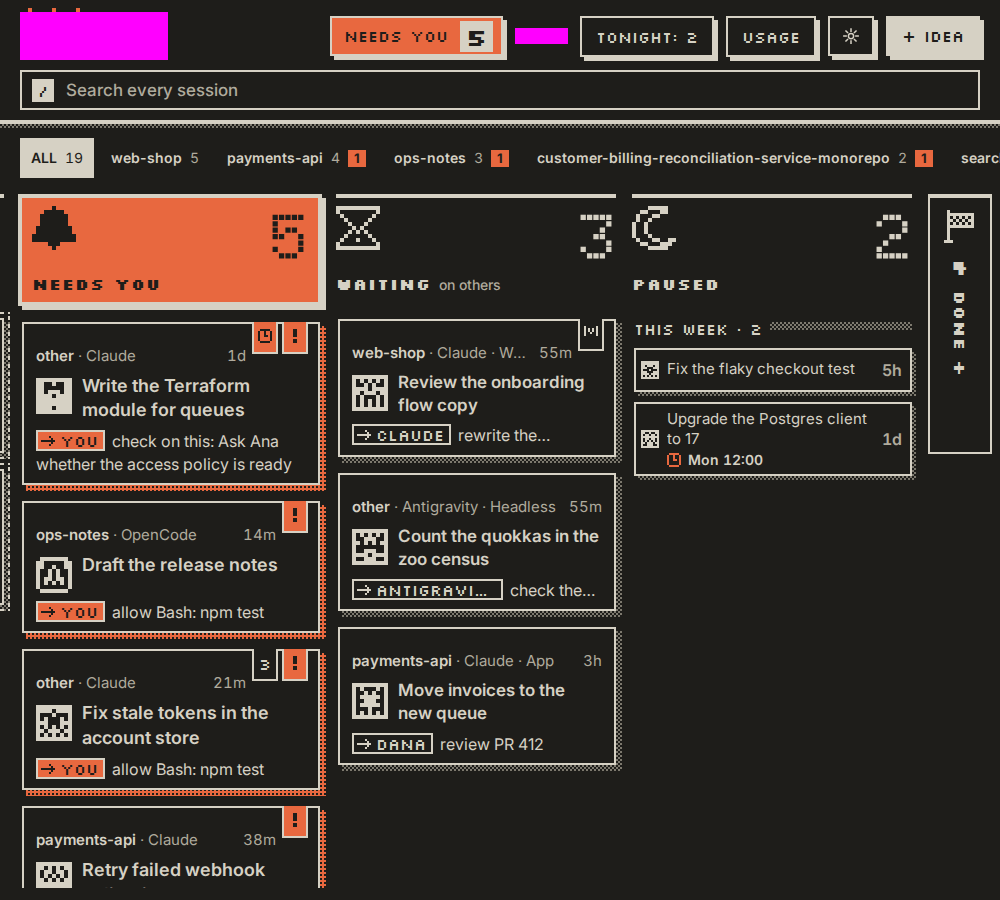 NEEDS YOU 5
TONIGHT: 2
USAGE
+ IDEA
/ Search every session
ALL 19
web-shop 5
payments-api 4 1
ops-notes 3 1
customer-billing-reconciliation-service-monorepo 2 1
searc
5
NEEDS YOU
other · Claude 1d !
Write the Terraform
module for queues
→ YOU check on this: Ask Ana
whether the access policy is ready
ops-notes · OpenCode 14m !
Draft the release notes
→ YOU allow Bash: npm test
other · Claude 21m 3 !
Fix stale tokens in the
account store
→ YOU allow Bash: npm test
payments-api · Claude 38m !
Retry failed webhook
3
WAITING on others
web-shop · Claude · W... 55m
Review the onboarding
flow copy
→ CLAUDE rewrite the...
other · Antigravity · Headless 55m
Count the quokkas in the
zoo census
→ ANTIGRAVI... check the...
payments-api · Claude · App 3h
Move invoices to the
new queue
→ DANA review PR 412
2
PAUSED
THIS WEEK · 2
Fix the flaky checkout test 5h
Upgrade the Postgres client
to 17 1d
Mon 12:00
4 DONE +